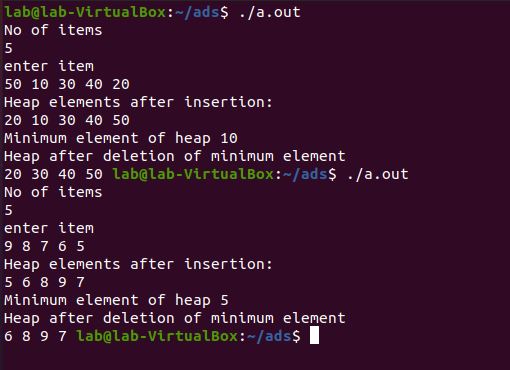 lab@lab-VirtualBox:~/ads$ ./a.out
No of items
5
enter item
50 10 30 40 20
Heap elements after insertion:
20 10 30 40 50
Minimum element of heap 10
Heap after deletion of minimum element
20 30 40 50 lab@lab-VirtualBox:~/ads$ ./a.out
No of items
5
enter item
9 8 7 6 5
Heap elements after insertion:
5 6 8 9 7
Minimum element of heap 5
Heap after deletion of minimum element
6 8 9 7 lab@lab-VirtualBox:~/ads$